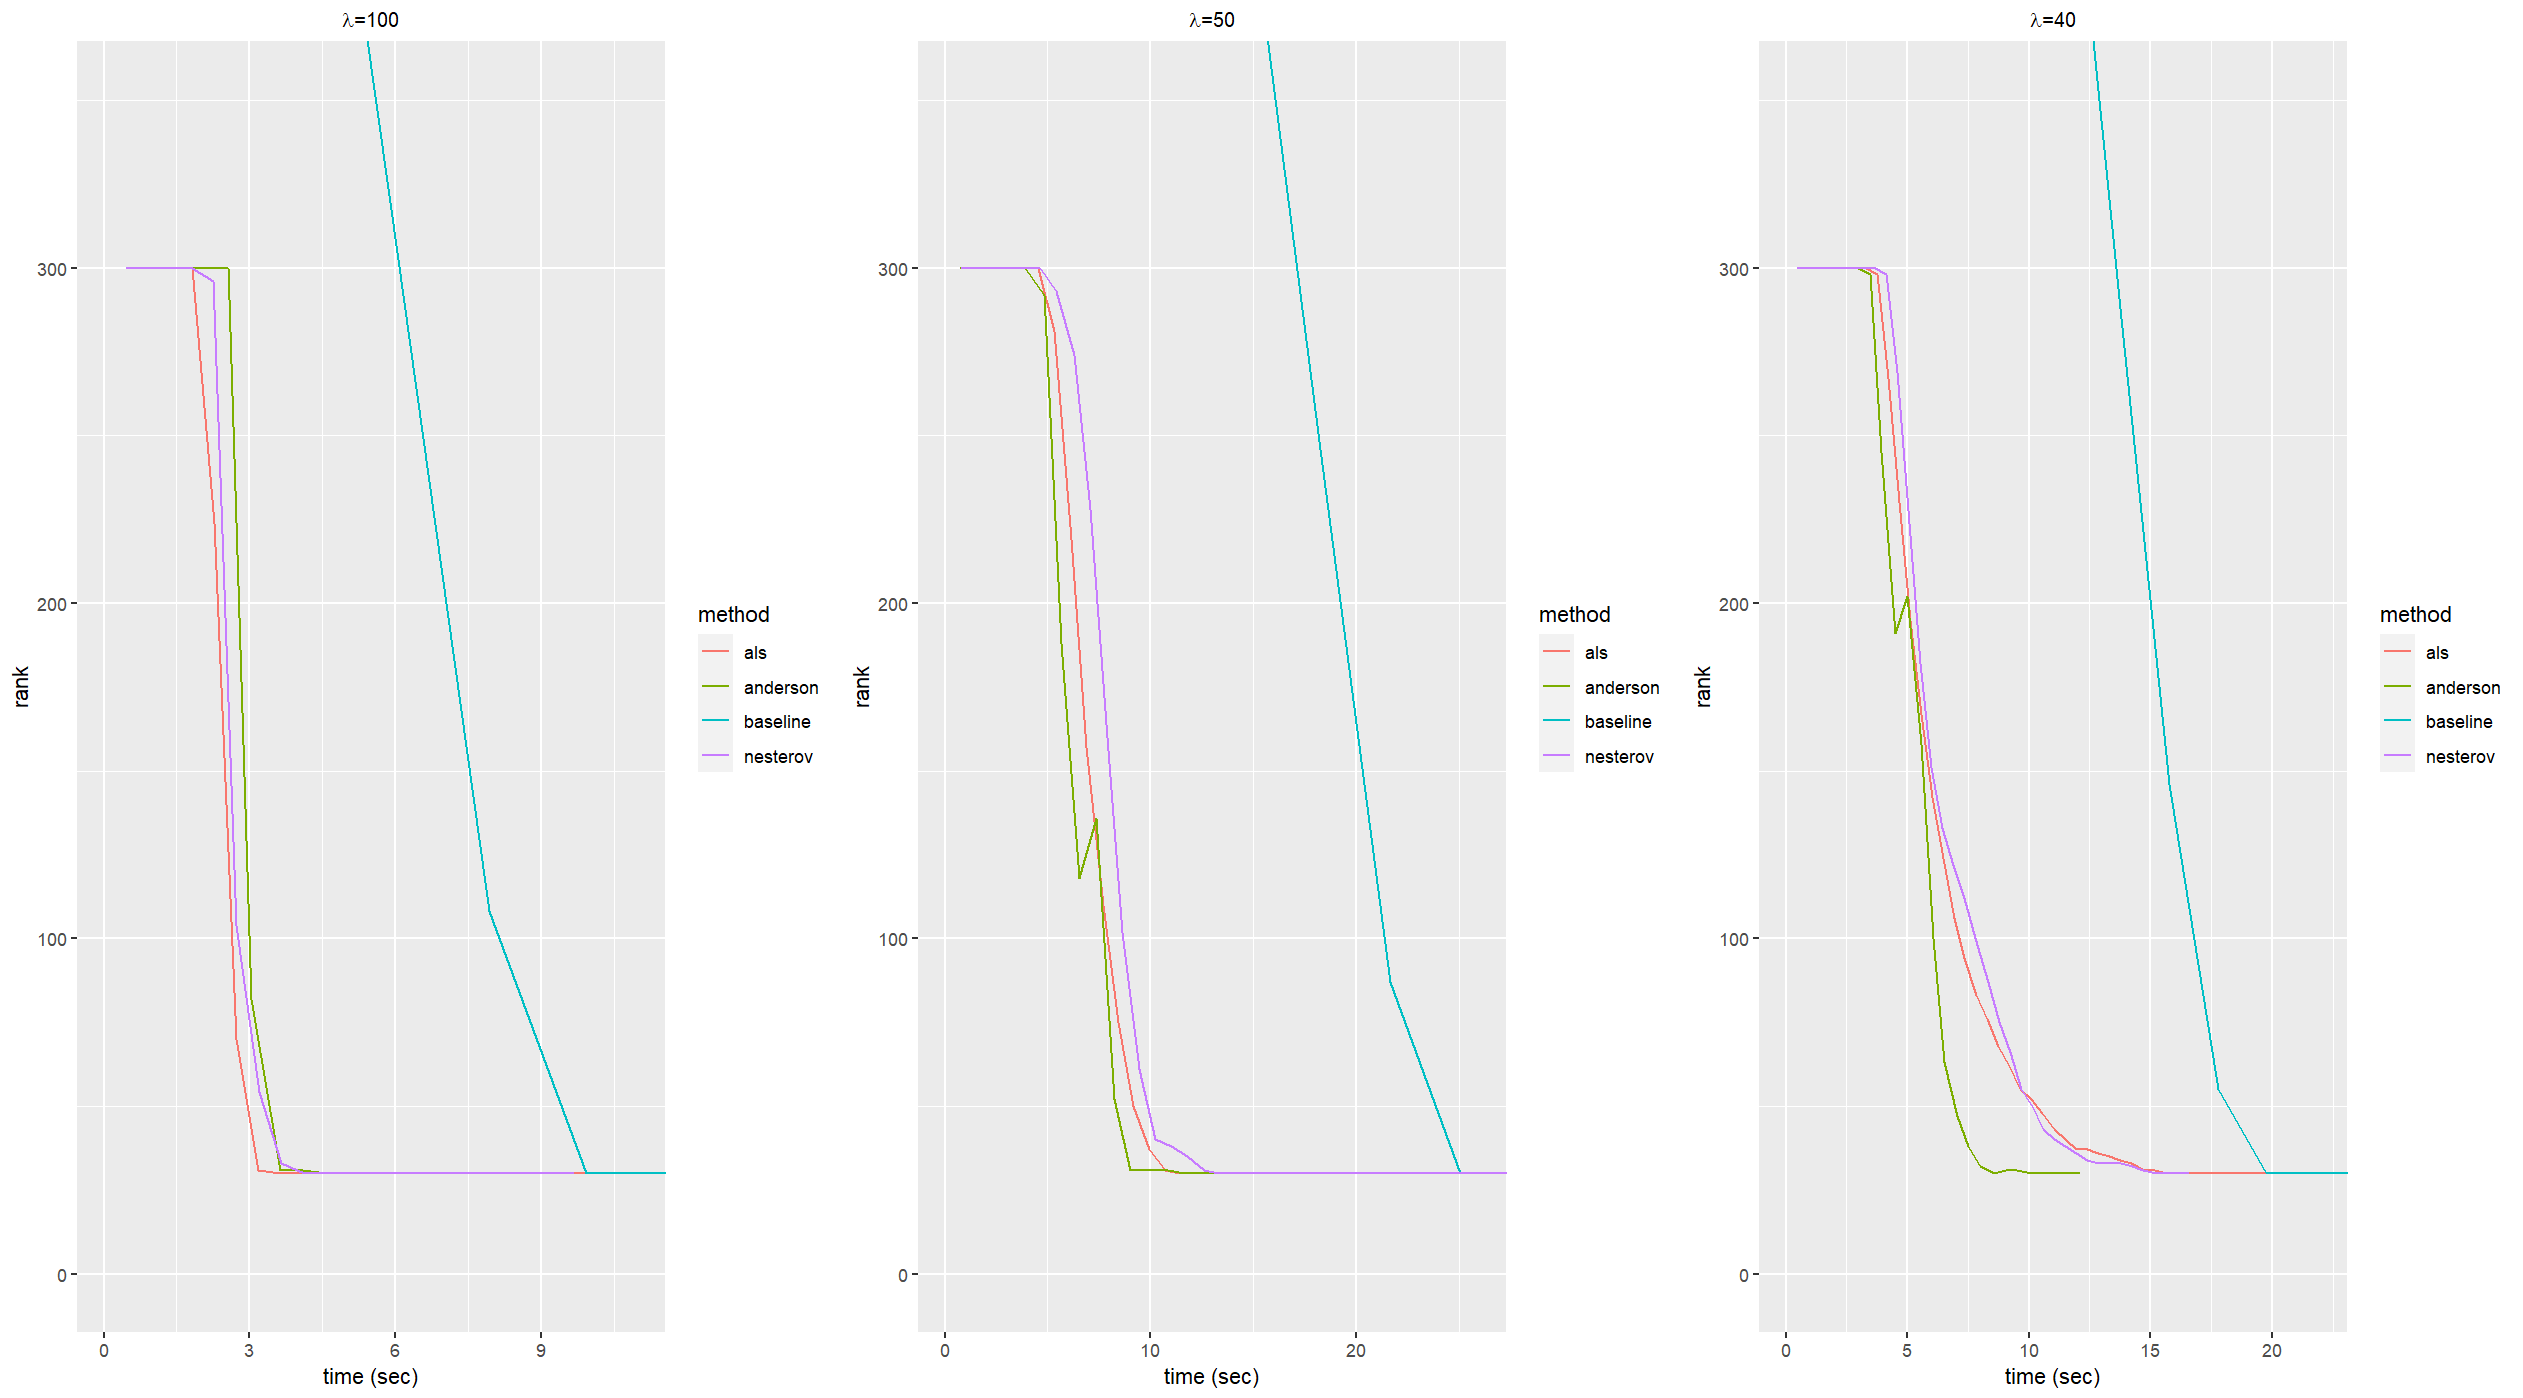 λ=100
300
200
100
0
rank
0 3 6 9
time (sec)
method
als
anderson
baseline
nesterov
λ=50
300
200
100
0
rank
0 10 20
time (sec)
method
als
anderson
baseline
nesterov
λ=40
300
200
100
0
rank
0 5 10 15 20
time (sec)
method
als
anderson
baseline
nesterov